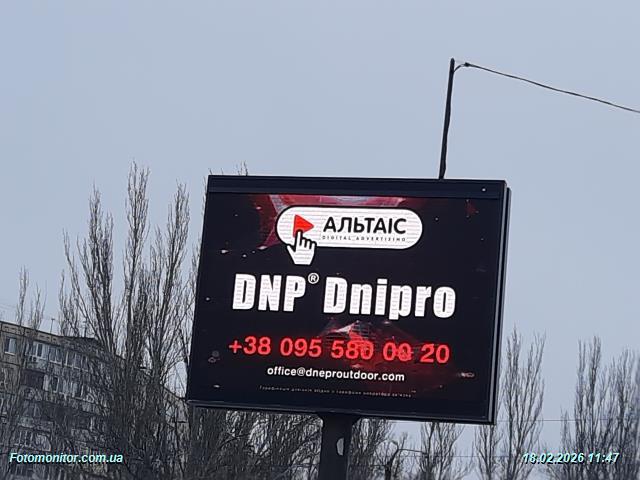 АЛЬТАІС
DIGITAL ADVERTISING
DNP® Dnipro
+38 095 580 00 20
office@dneproutdoor.com
Fotomonitor.com.ua
18.02.2026 11:47